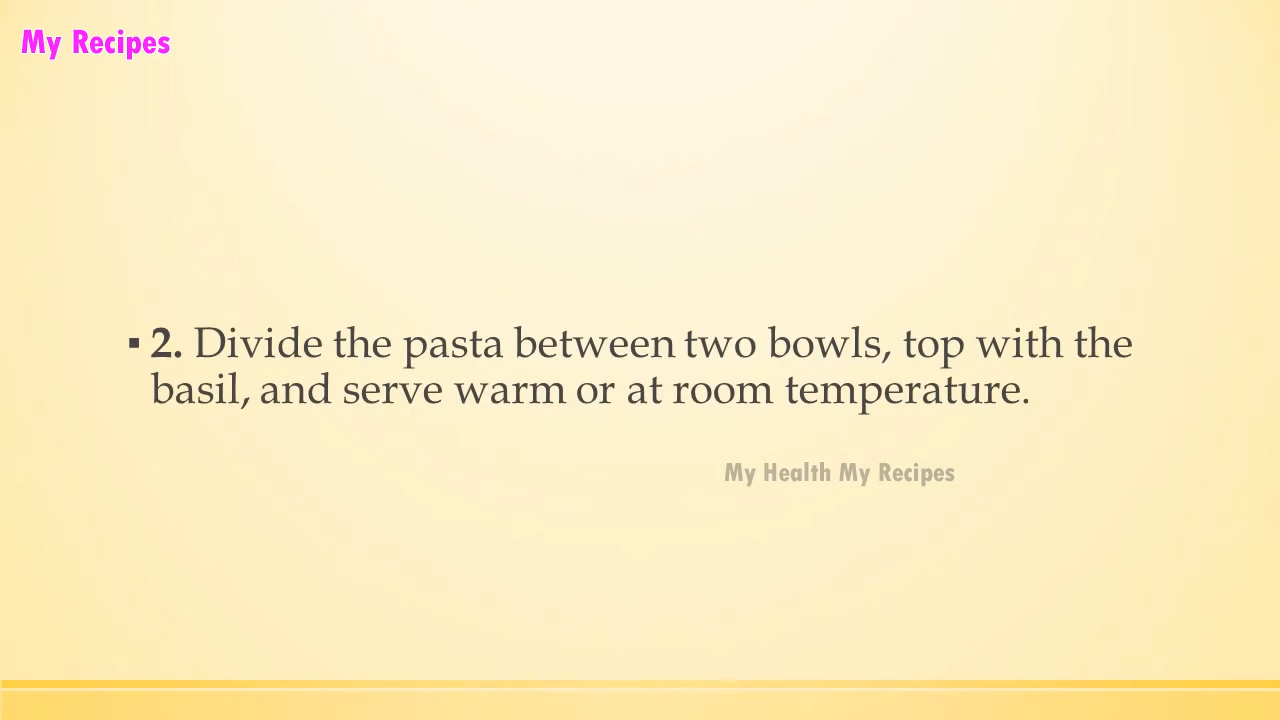 My Recipes
▪ 2. Divide the pasta between two bowls, top with the
basil, and serve warm or at room temperature.
My Health My Recipes